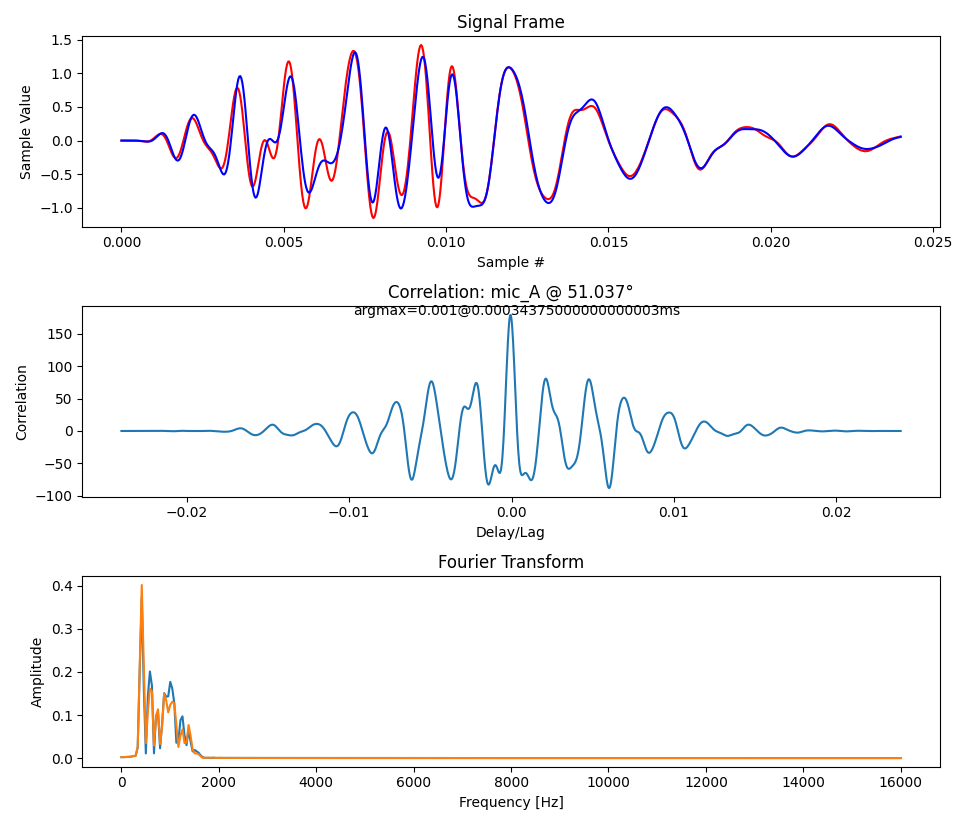 Signal Frame
1.5
1.0
0.5
0.0
−0.5
−1.0
Sample Value
0.000 0.005 0.010 0.015 0.020 0.025
Sample #
Correlation: mic_A @ 51.037°
argmax=0.001@0.00034375000000000003ms
150
100
50
0
−50
−100
Correlation
−0.02 −0.01 0.00 0.01 0.02
Delay/Lag
Fourier Transform
0.4
0.3
0.2
0.1
0.0
Amplitude
0 2000 4000 6000 8000 10000 12000 14000 16000
Frequency [Hz]